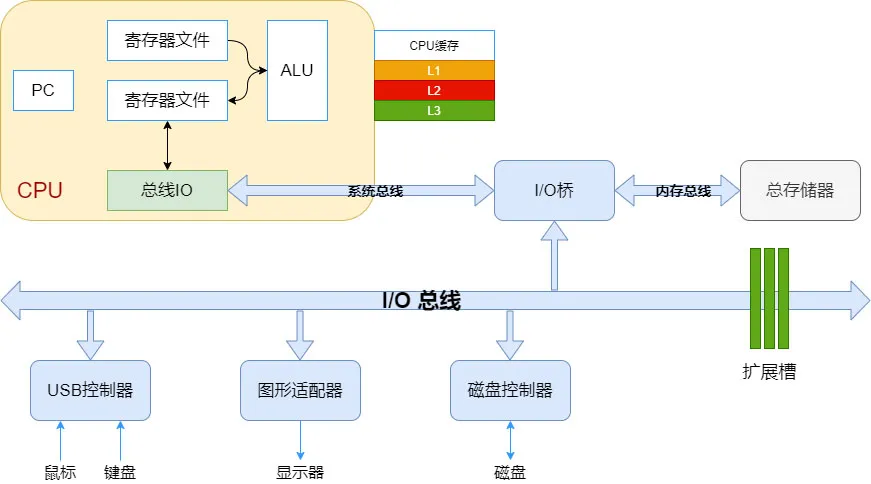 寄存器文件
ALU
CPU缓存
L1
L2
L3
PC
寄存器文件
CPU
总线IO
系统总线
I/O桥
内存总线
总存储器
I/O 总线
扩展槽
USB控制器
图形适配器
磁盘控制器
鼠标
键盘
显示器
磁盘